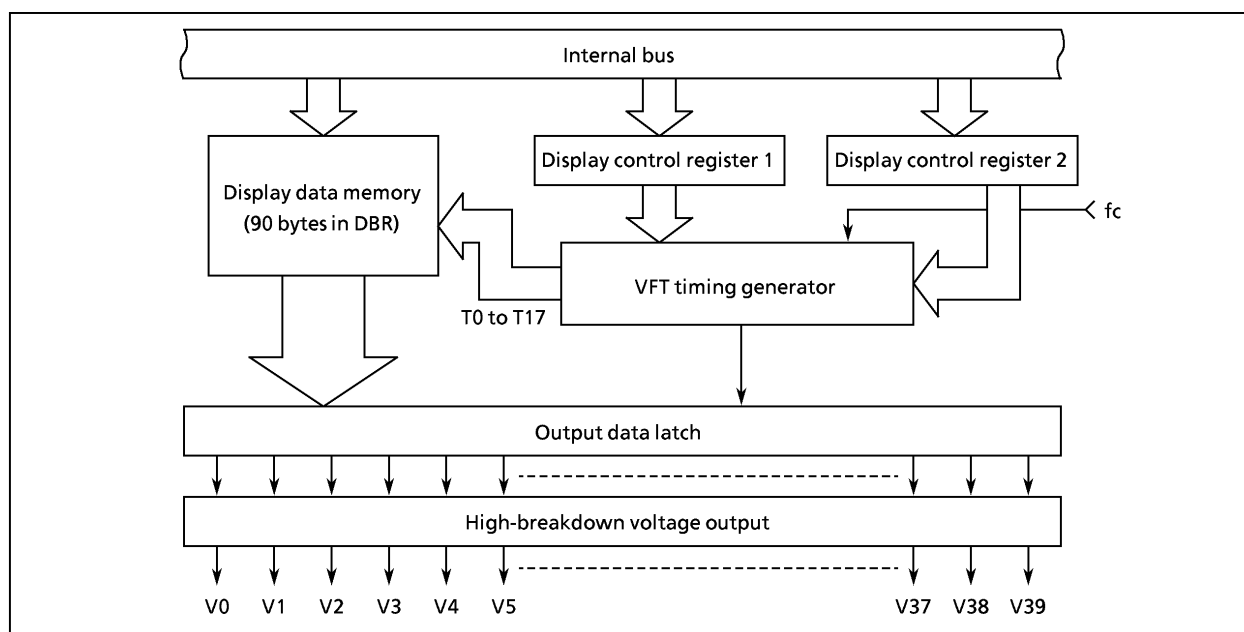 Internal bus
Display control register 1
Display control register 2
Display data memory
(90 bytes in DBR)
fc
VFT timing generator
T0 to T17
Output data latch
High-breakdown voltage output
V0 V1 V2 V3 V4 V5 V37 V38 V39